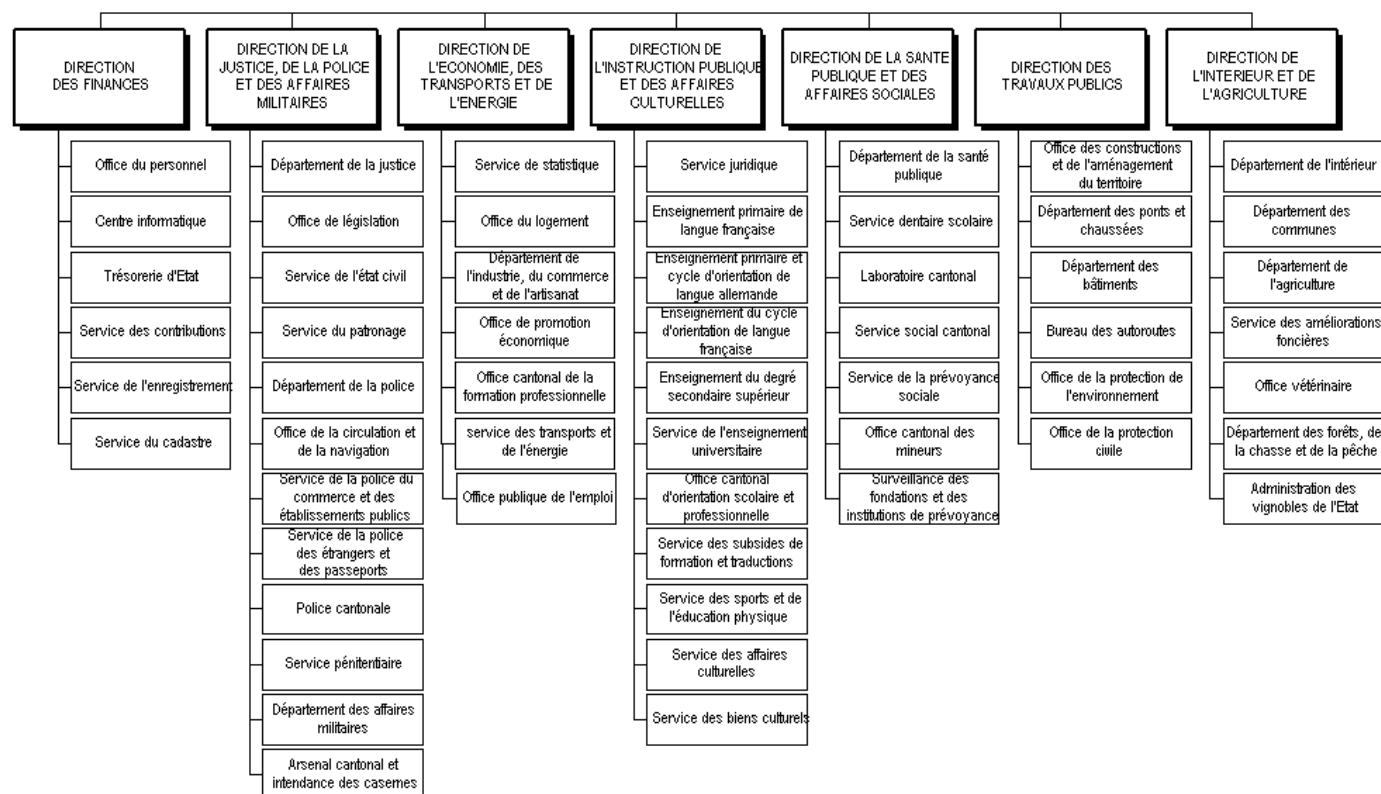 DIRECTION
DES FINANCES
DIRECTION DE LA
JUSTICE, DE LA POLICE
ET DES AFFAIRES
MILITAIRES
DIRECTION DE
L'ECONOMIE, DES
TRANSPORTS ET DE
L'ENERGIE
DIRECTION DE
L'INSTRUCTION PUBLIQUE
ET DES AFFAIRES
CULTURELLES
DIRECTION DE LA SANTE
PUBLIQUE ET DES
AFFAIRES SOCIALES
DIRECTION DES
TRAVAUX PUBLICS
DIRECTION DE
L'INTERIEUR ET DE
L'AGRICULTURE
Office du personnel
Centre informatique
Trésorerie d'Etat
Service des contributions
Service de l'enregistrement
Service du cadastre
Département de la justice
Office de législation
Service de l'état civil
Service du patronage
Département de la police
Office de la circulation et
de la navigation
Service de la police du
commerce et des
établissements publics
Service de la police
des étrangers et
des passeports
Police cantonale
Service pénitentiaire
Département des affaires
militaires
Arsenal cantonal et
intendance des casernes
Service de statistique
Office du logement
Département de
l'industrie, du commerce
et de l'artisanat
Office de promotion
économique
Office cantonal de la
formation professionnelle
service des transports et
de l'énergie
Office publique de l'emploi
Service juridique
Enseignement primaire de
langue française
Enseignement primaire et
cycle d'orientation de
langue allemande
Enseignement du cycle
d'orientation de langue
française
Enseignement du degré
secondaire supérieur
Service de l'enseignement
universitaire
Office cantonal
d'orientation scolaire et
professionnelle
Service des subsides de
formation et traductions
Service des sports et de
l'éducation physique
Service des affaires
culturelles
Service des biens culturels
Département de la santé
publique
Service dentaire scolaire
Laboratoire cantonal
Service social cantonal
Service de la prévoyance
sociale
Office cantonal des
mineurs
Surveillance des
fondations et des
institutions de prévoyance
Office des constructions
et de l'aménagement
du territoire
Département des ponts et
chaussées
Département des
bâtiments
Bureau des autoroutes
Office de la protection de
l'environnement
Office de la protection
civile
Département de l'intérieur
Département des
communes
Département de
l'agriculture
Service des améliorations
foncières
Office vétérinaire
Département des forêts, de
la chasse et de la pêche
Administration des
vignobles de l'Etat